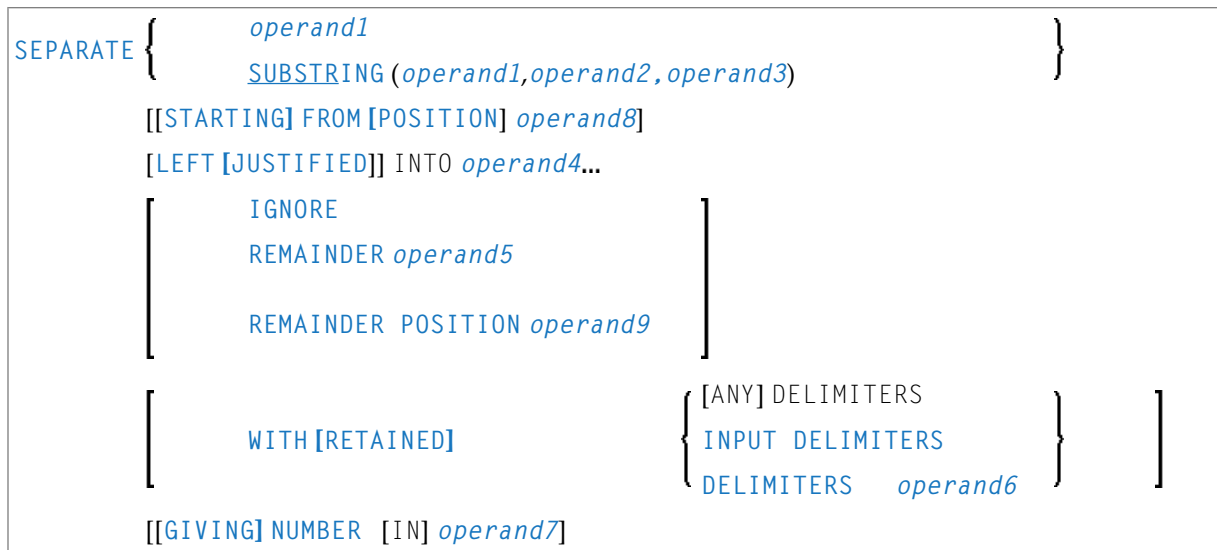 operand1
SEPARATE
SUBSTRING (operand1,operand2,operand3)
[[STARTING] FROM [POSITION] operand8]
[LEFT [JUSTIFIED]] INTO operand4...
IGNORE
REMAINDER operand5
REMAINDER POSITION operand9
[ANY] DELIMITERS
WITH [RETAINED] INPUT DELIMITERS
DELIMITERS operand6
[[GIVING] NUMBER [IN] operand7]